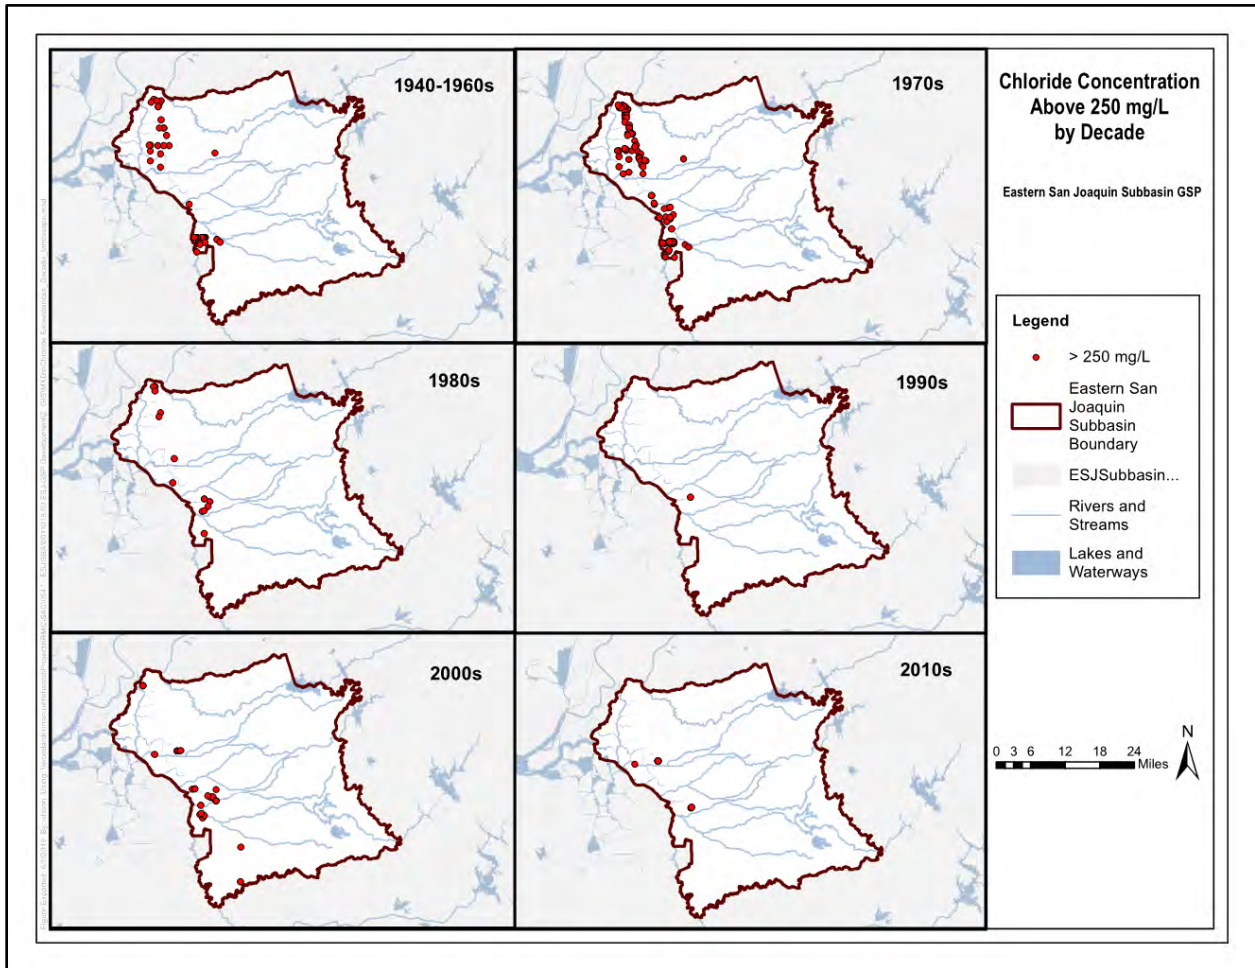 1940-1960s
1970s
1980s
1990s
2000s
2010s
Chloride Concentration
Above 250 mg/L
by Decade
Eastern San Joaquin Subbasin GSP
Legend
> 250 mg/L
Eastern San
Joaquin
Subbasin
Boundary
ESJSubbasin...
Rivers and
Streams
Lakes and
Waterways
N
0 3 6 12 18 24
Miles